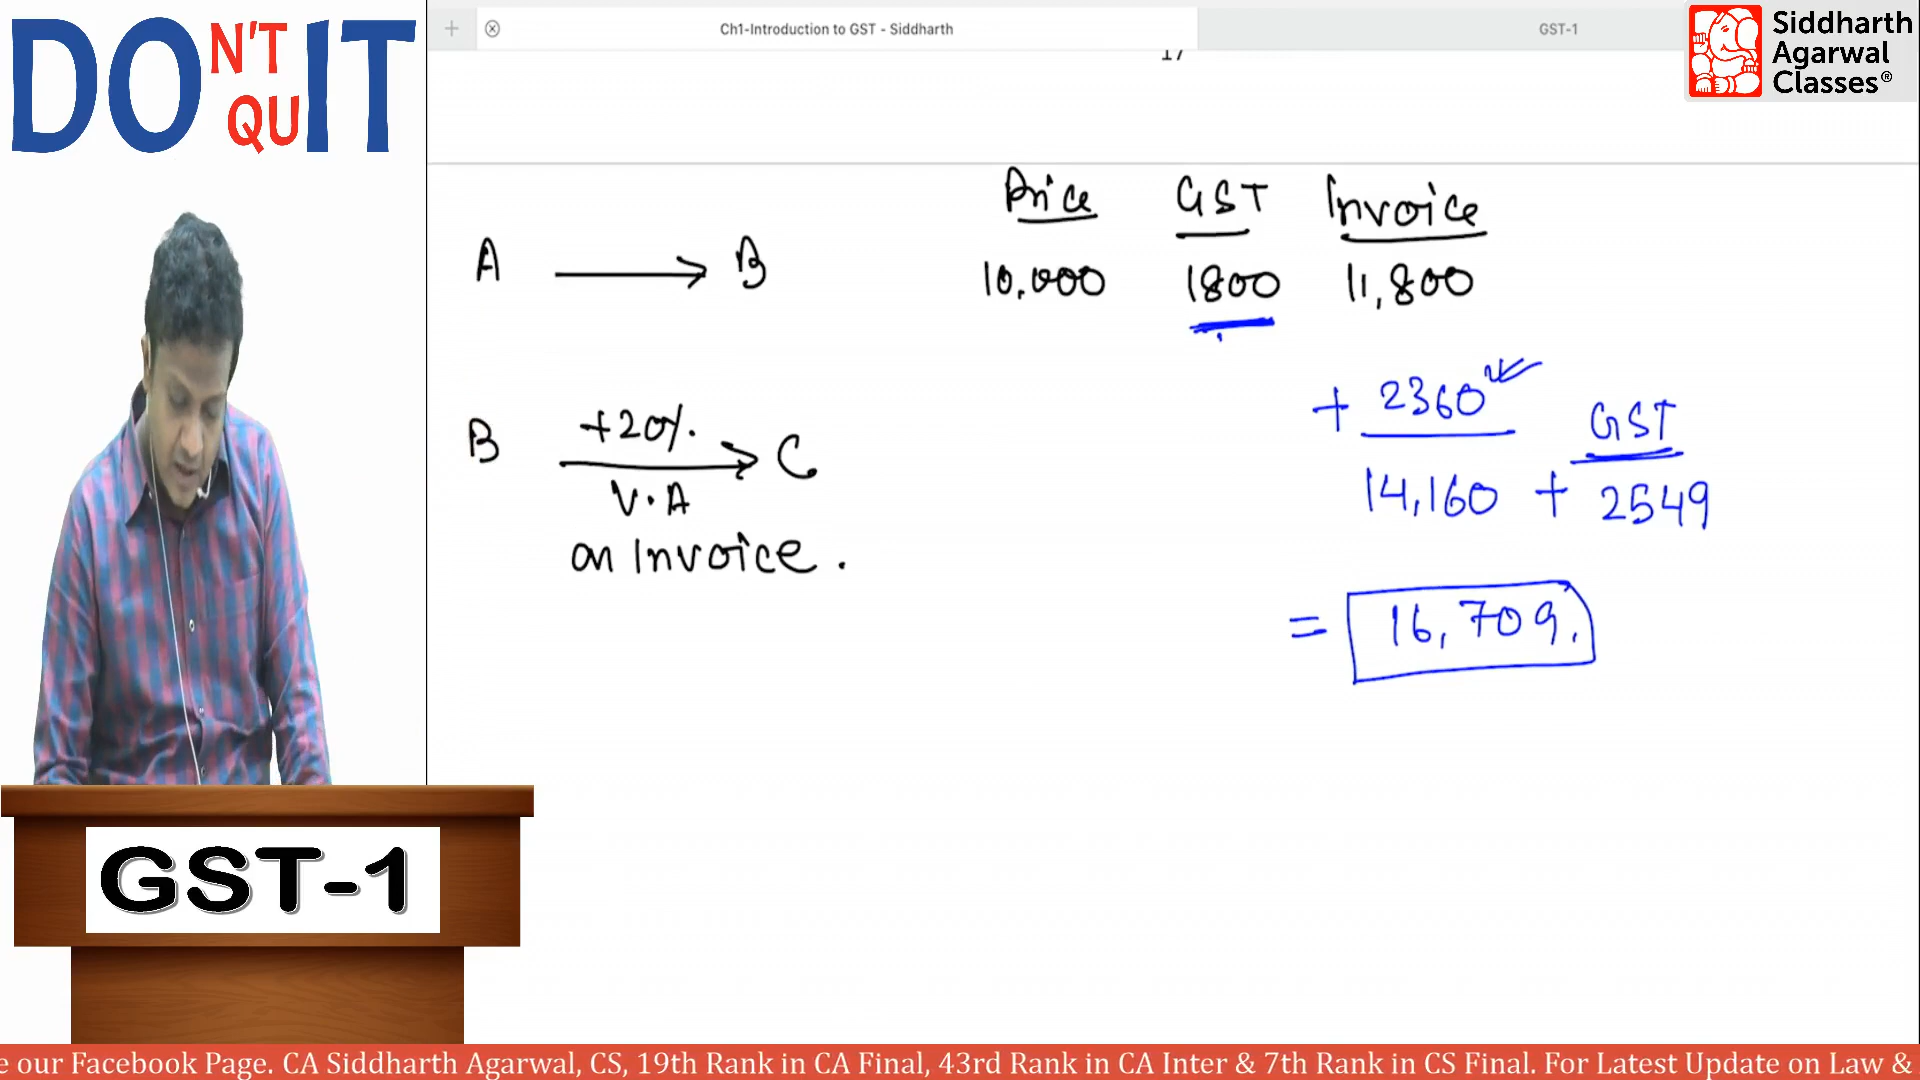 DON'T QUIT
Ch1-Introduction to GST - Siddharth
GST-1
Siddharth
Agarwal
Classes®
17
Price GST Invoice
A → B 10,000 1800 11,800
+ 2360
B +20% → C
V.A
on Invoice.
GST
14,160 + 2549
= 16,709.
GST-1
e our Facebook Page. CA Siddharth Agarwal, CS, 19th Rank in CA Final, 43rd Rank in CA Inter & 7th Rank in CS Final. For Latest Update on Law &